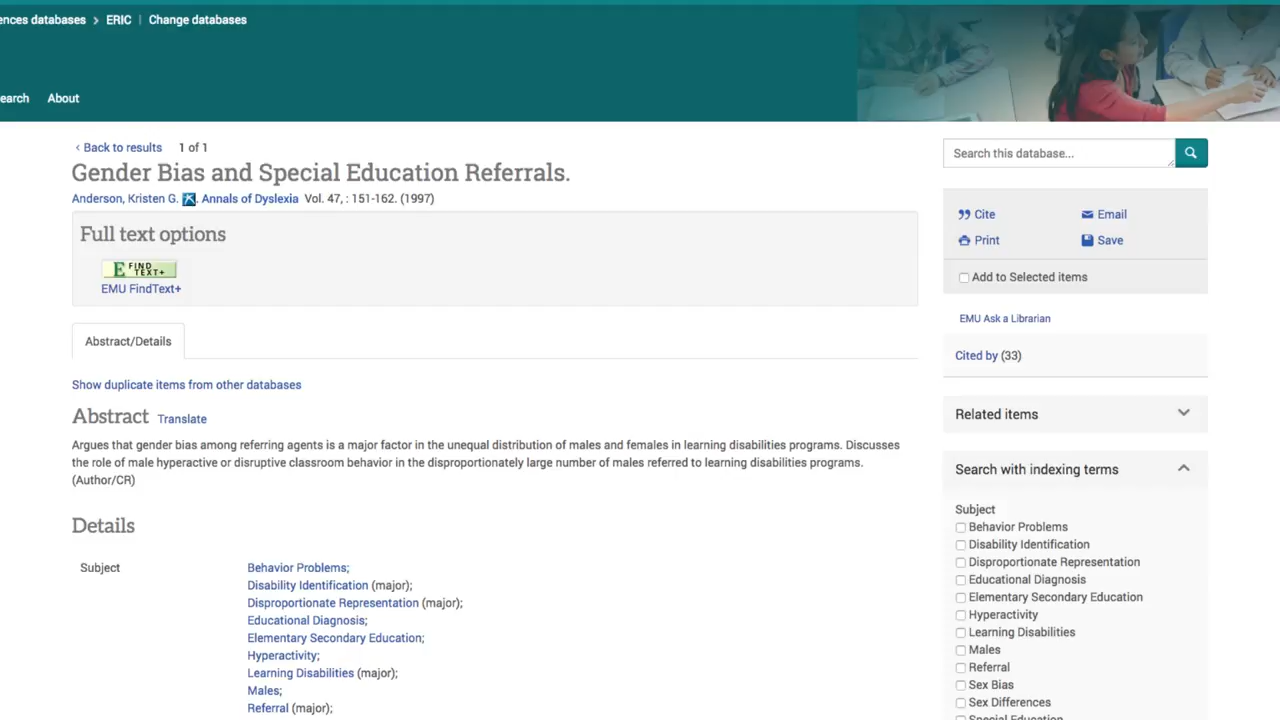 ences databases > ERIC | Change databases
earch About
‹ Back to results 1 of 1
Gender Bias and Special Education Referrals.
Anderson, Kristen G. . Annals of Dyslexia Vol. 47, : 151-162. (1997)
Full text options
E FIND TEXT+
EMU FindText+
Abstract/Details
Show duplicate items from other databases
Abstract Translate
Argues that gender bias among referring agents is a major factor in the unequal distribution of males and females in learning disabilities programs. Discusses
the role of male hyperactive or disruptive classroom behavior in the disproportionately large number of males referred to learning disabilities programs.
(Author/CR)
Details
Subject
Behavior Problems;
Disability Identification (major);
Disproportionate Representation (major);
Educational Diagnosis;
Elementary Secondary Education;
Hyperactivity;
Learning Disabilities (major);
Males;
Referral (major);
Search this database...
Cite Email
Print Save
Add to Selected items
EMU Ask a Librarian
Cited by (33)
Related items
Search with indexing terms
Subject
Behavior Problems
Disability Identification
Disproportionate Representation
Educational Diagnosis
Elementary Secondary Education
Hyperactivity
Learning Disabilities
Males
Referral
Sex Bias
Sex Differences
Special Education